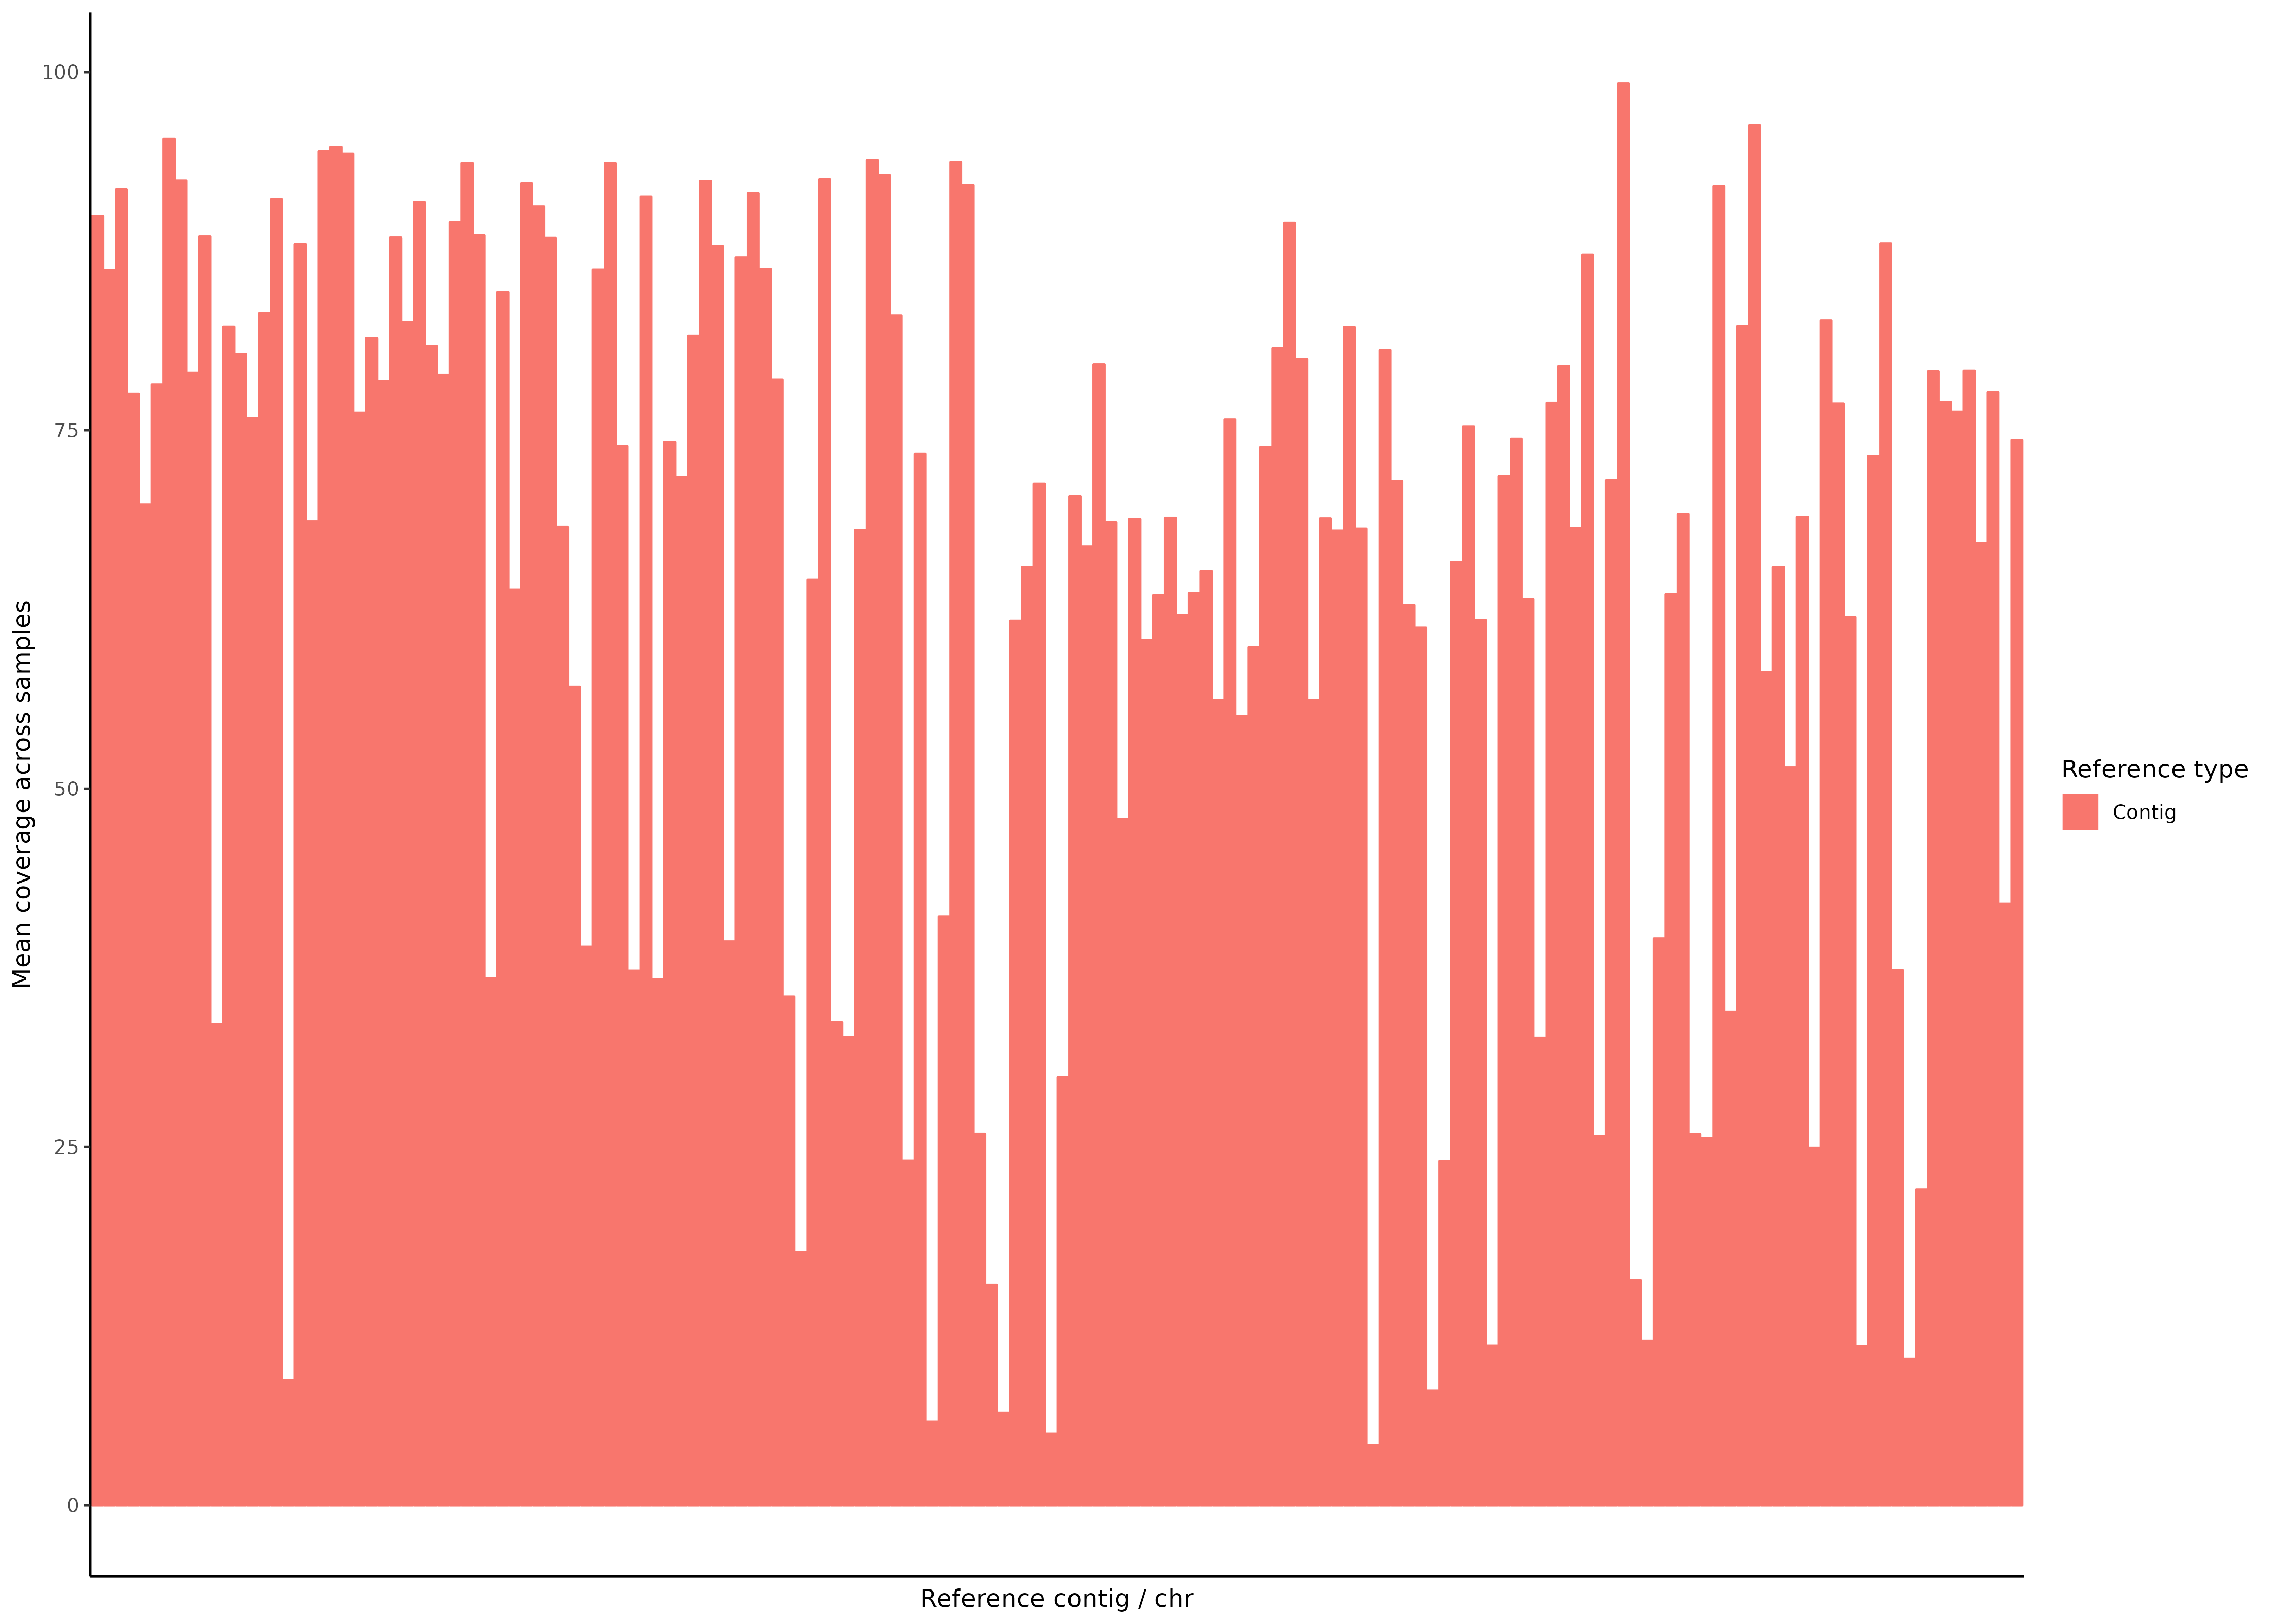 100
75
50
25
0
Mean coverage across samples
Reference contig / chr
Reference type
Contig